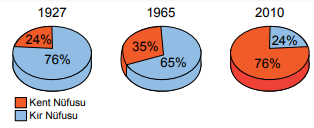 1927 1965 2010
24% 35% 24%
76% 65% 76%
Kent Nüfusu
Kır Nüfusu